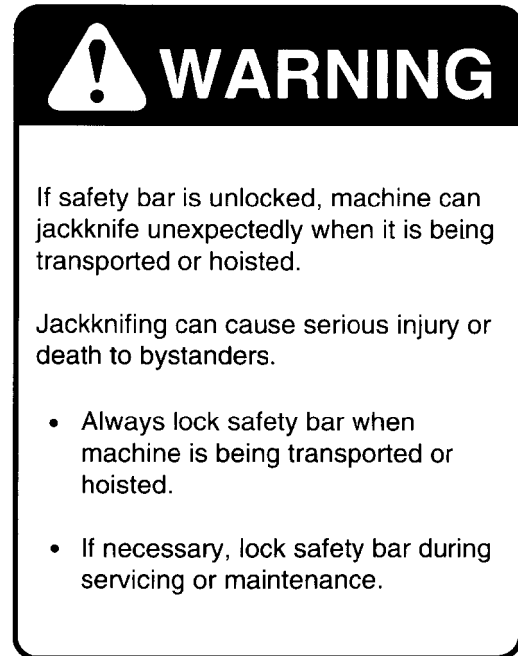 WARNING
If safety bar is unlocked, machine can
jackknife unexpectedly when it is being
transported or hoisted.
Jackknifing can cause serious injury or
death to bystanders.
• Always lock safety bar when
machine is being transported or
hoisted.
• If necessary, lock safety bar during
servicing or maintenance.